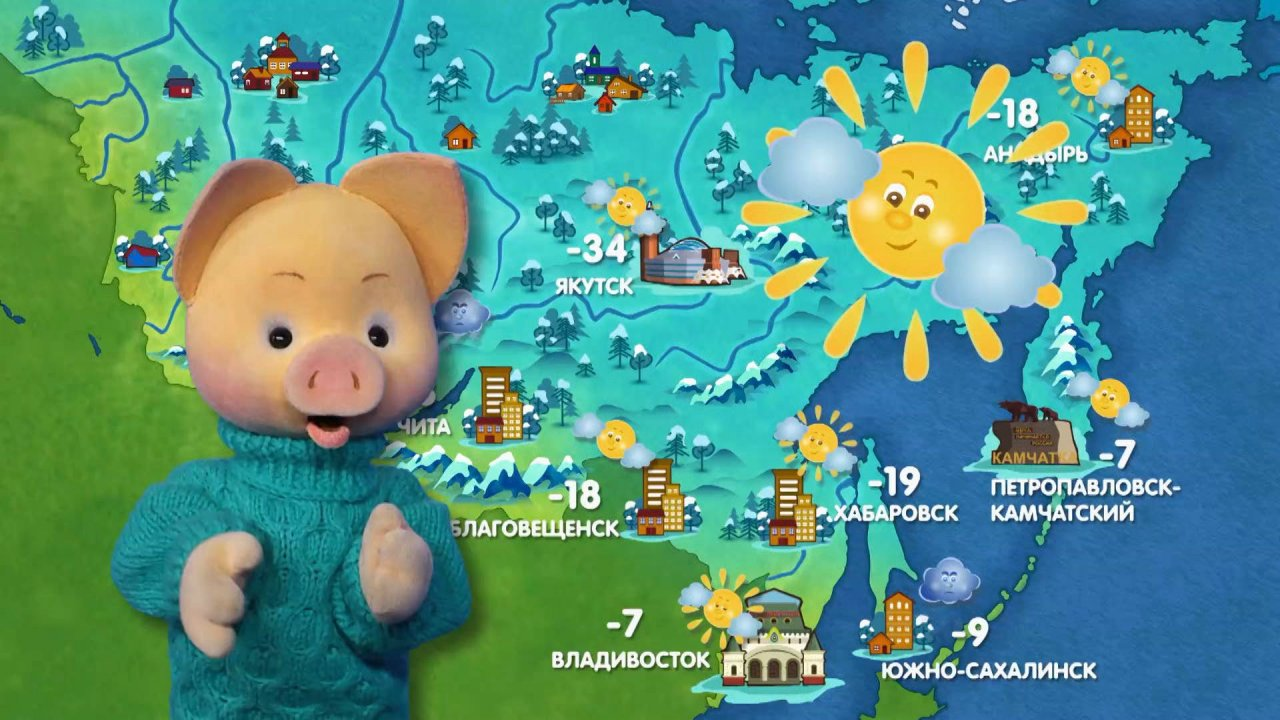 -18
АНАДЫРЬ
-34
ЯКУТСК
ЧИТА
КАМЧАТКА
-7
ПЕТРОПАВЛОВСК-
КАМЧАТСКИЙ
-18
БЛАГОВЕЩЕНСК
-19
ХАБАРОВСК
-7
ВЛАДИВОСТОК
-9
ЮЖНО-САХАЛИНСК